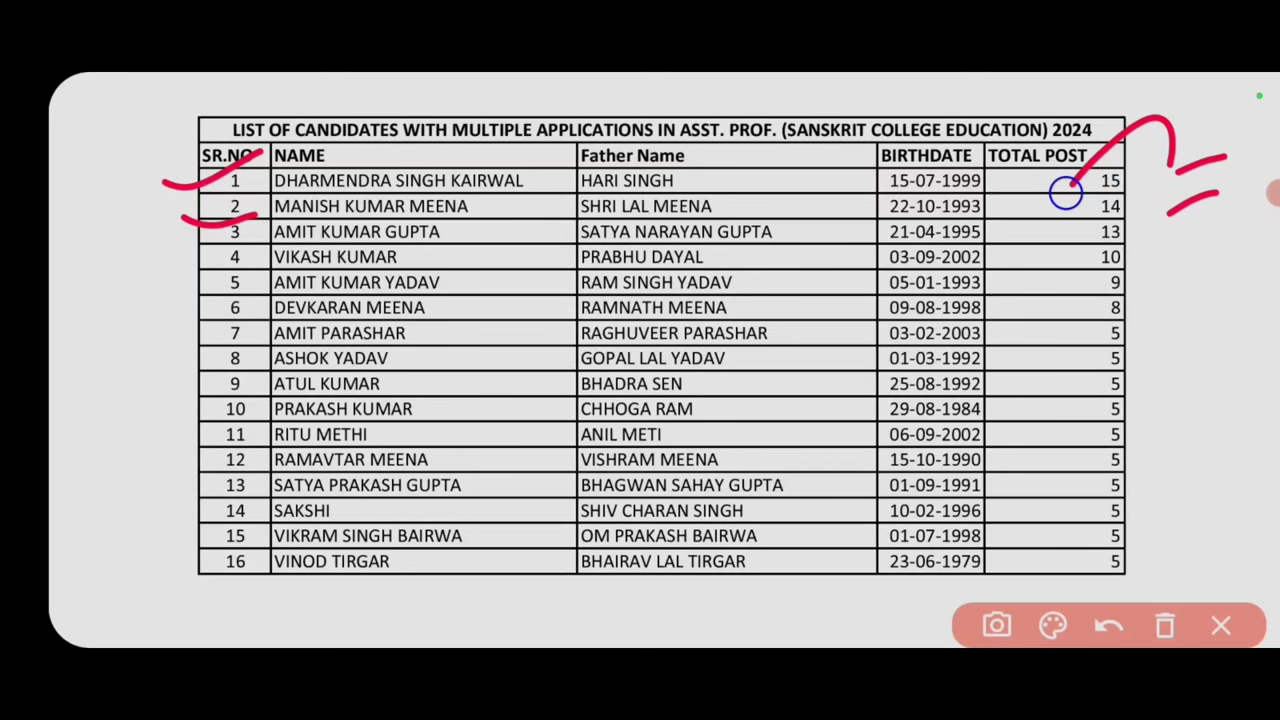 LIST OF CANDIDATES WITH MULTIPLE APPLICATIONS IN ASST. PROF. (SANSKRIT COLLEGE EDUCATION) 2024
SR.NO. NAME Father Name BIRTHDATE TOTAL POST
1 DHARMENDRA SINGH KAIRWAL HARI SINGH 15-07-1999 15
2 MANISH KUMAR MEENA SHRI LAL MEENA 22-10-1993 14
3 AMIT KUMAR GUPTA SATYA NARAYAN GUPTA 21-04-1995 13
4 VIKASH KUMAR PRABHU DAYAL 03-09-2002 10
5 AMIT KUMAR YADAV RAM SINGH YADAV 05-01-1993 9
6 DEVKARAN MEENA RAMNATH MEENA 09-08-1998 8
7 AMIT PARASHAR RAGHUVEER PARASHAR 03-02-2003 5
8 ASHOK YADAV GOPAL LAL YADAV 01-03-1992 5
9 ATUL KUMAR BHADRA SEN 25-08-1992 5
10 PRAKASH KUMAR CHHOGA RAM 29-08-1984 5
11 RITU METHI ANIL METI 06-09-2002 5
12 RAMAVTAR MEENA VISHRAM MEENA 15-10-1990 5
13 SATYA PRAKASH GUPTA BHAGWAN SAHAY GUPTA 01-09-1991 5
14 SAKSHI SHIV CHARAN SINGH 10-02-1996 5
15 VIKRAM SINGH BAIRWA OM PRAKASH BAIRWA 01-07-1998 5
16 VINOD TIRGAR BHAIRAV LAL TIRGAR 23-06-1979 5